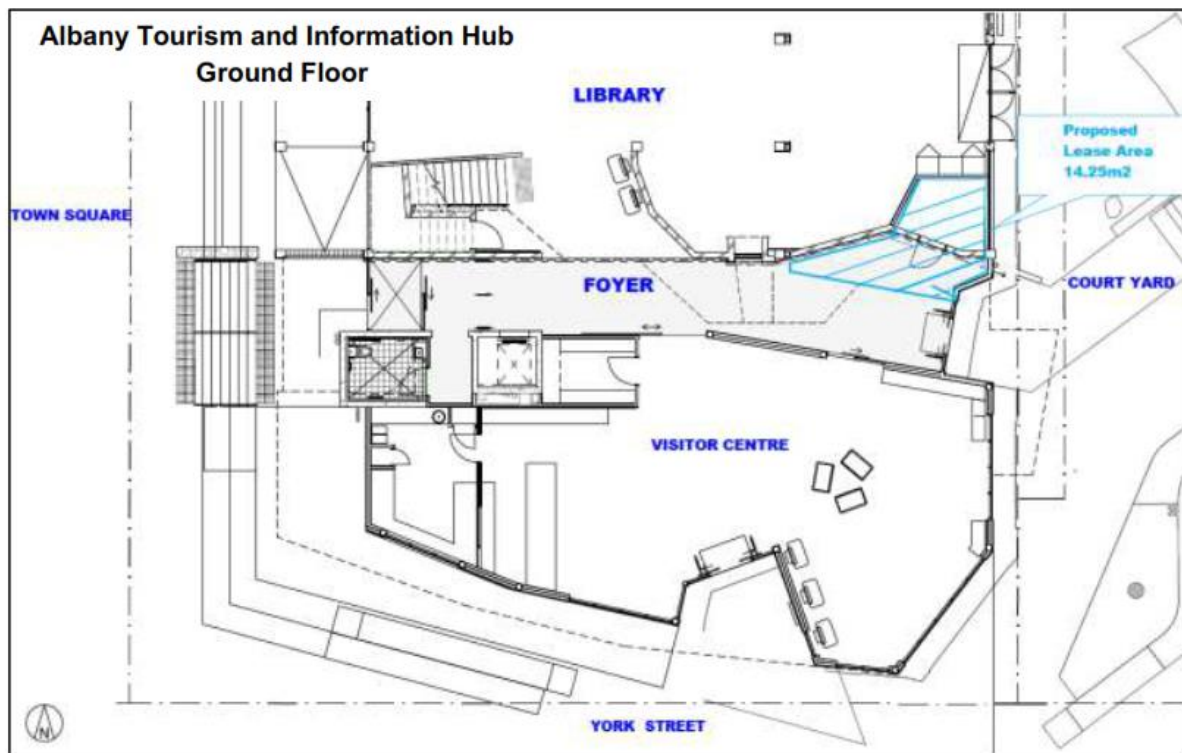 Albany Tourism and Information Hub
Ground Floor
LIBRARY
Proposed
Lease Area
14.25m2
TOWN SQUARE
FOYER
COURT YARD
VISITOR CENTRE
YORK STREET
N